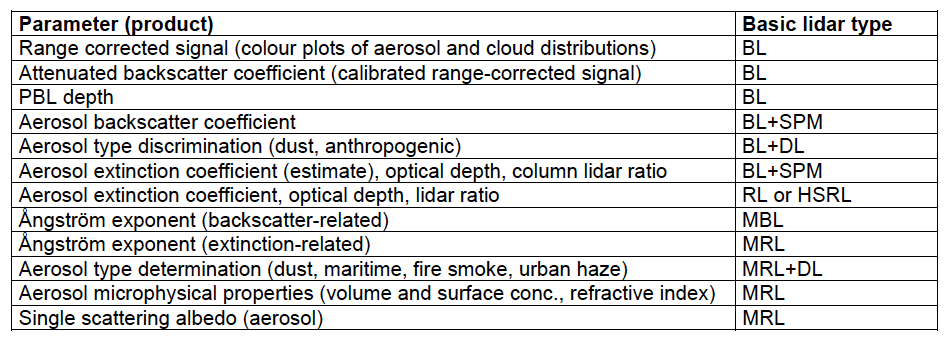 Parameter (product) Basic lidar type
Range corrected signal (colour plots of aerosol and cloud distributions) BL
Attenuated backscatter coefficient (calibrated range-corrected signal) BL
PBL depth BL
Aerosol backscatter coefficient BL+SPM
Aerosol type discrimination (dust, anthropogenic) BL+DL
Aerosol extinction coefficient (estimate), optical depth, column lidar ratio BL+SPM
Aerosol extinction coefficient, optical depth, lidar ratio RL or HSRL
Ångström exponent (backscatter-related) MBL
Ångström exponent (extinction-related) MRL
Aerosol type determination (dust, maritime, fire smoke, urban haze) MRL+DL
Aerosol microphysical properties (volume and surface conc., refractive index) MRL
Single scattering albedo (aerosol) MRL